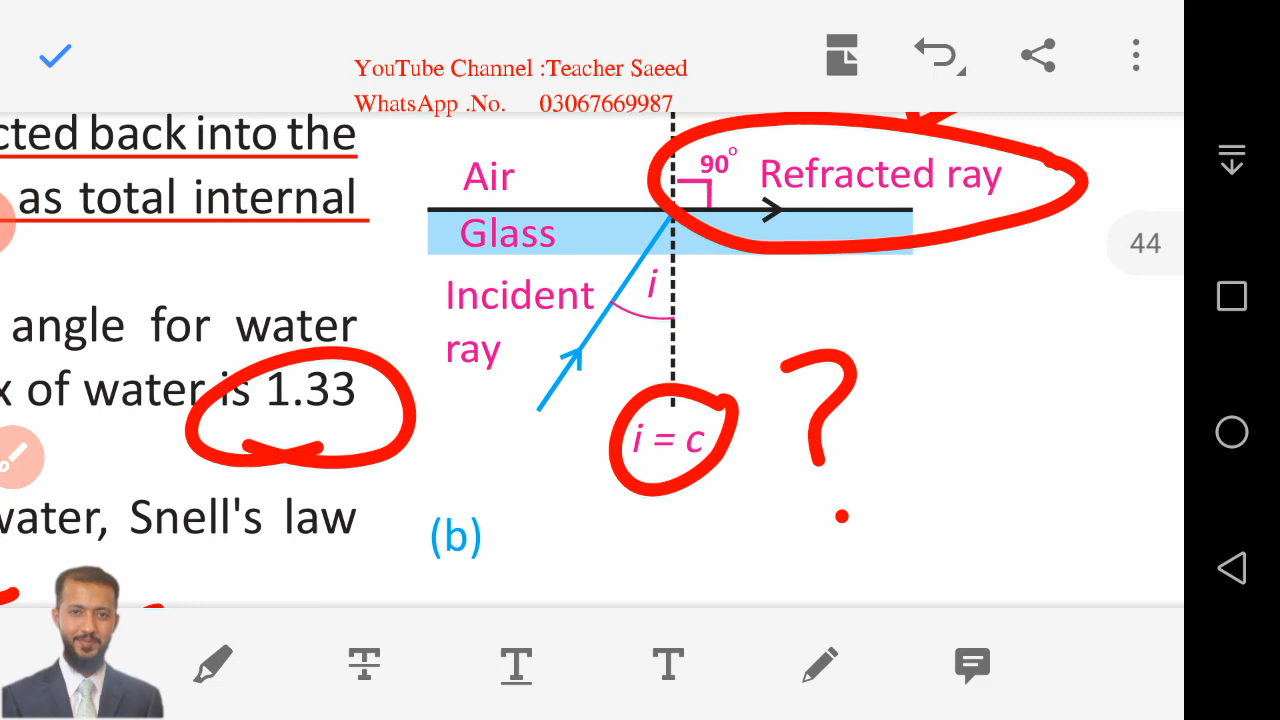 YouTube Channel :Teacher Saeed
WhatsApp .No. 03067669987
cted back into the
as total internal
angle for water
x of water is 1.33
water, Snell's law
Air
90°
Refracted ray
Glass
Incident
ray
i
i = c
?
(b)
44